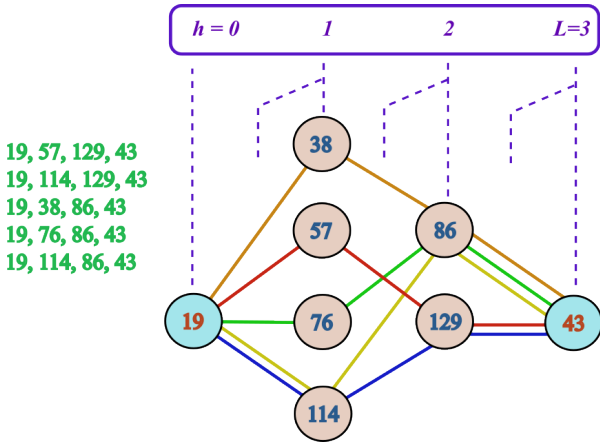 h = 0 1 2 L=3
19, 57, 129, 43
19, 114, 129, 43
19, 38, 86, 43
19, 76, 86, 43
19, 114, 86, 43
38
57 86
19 76 129 43
114